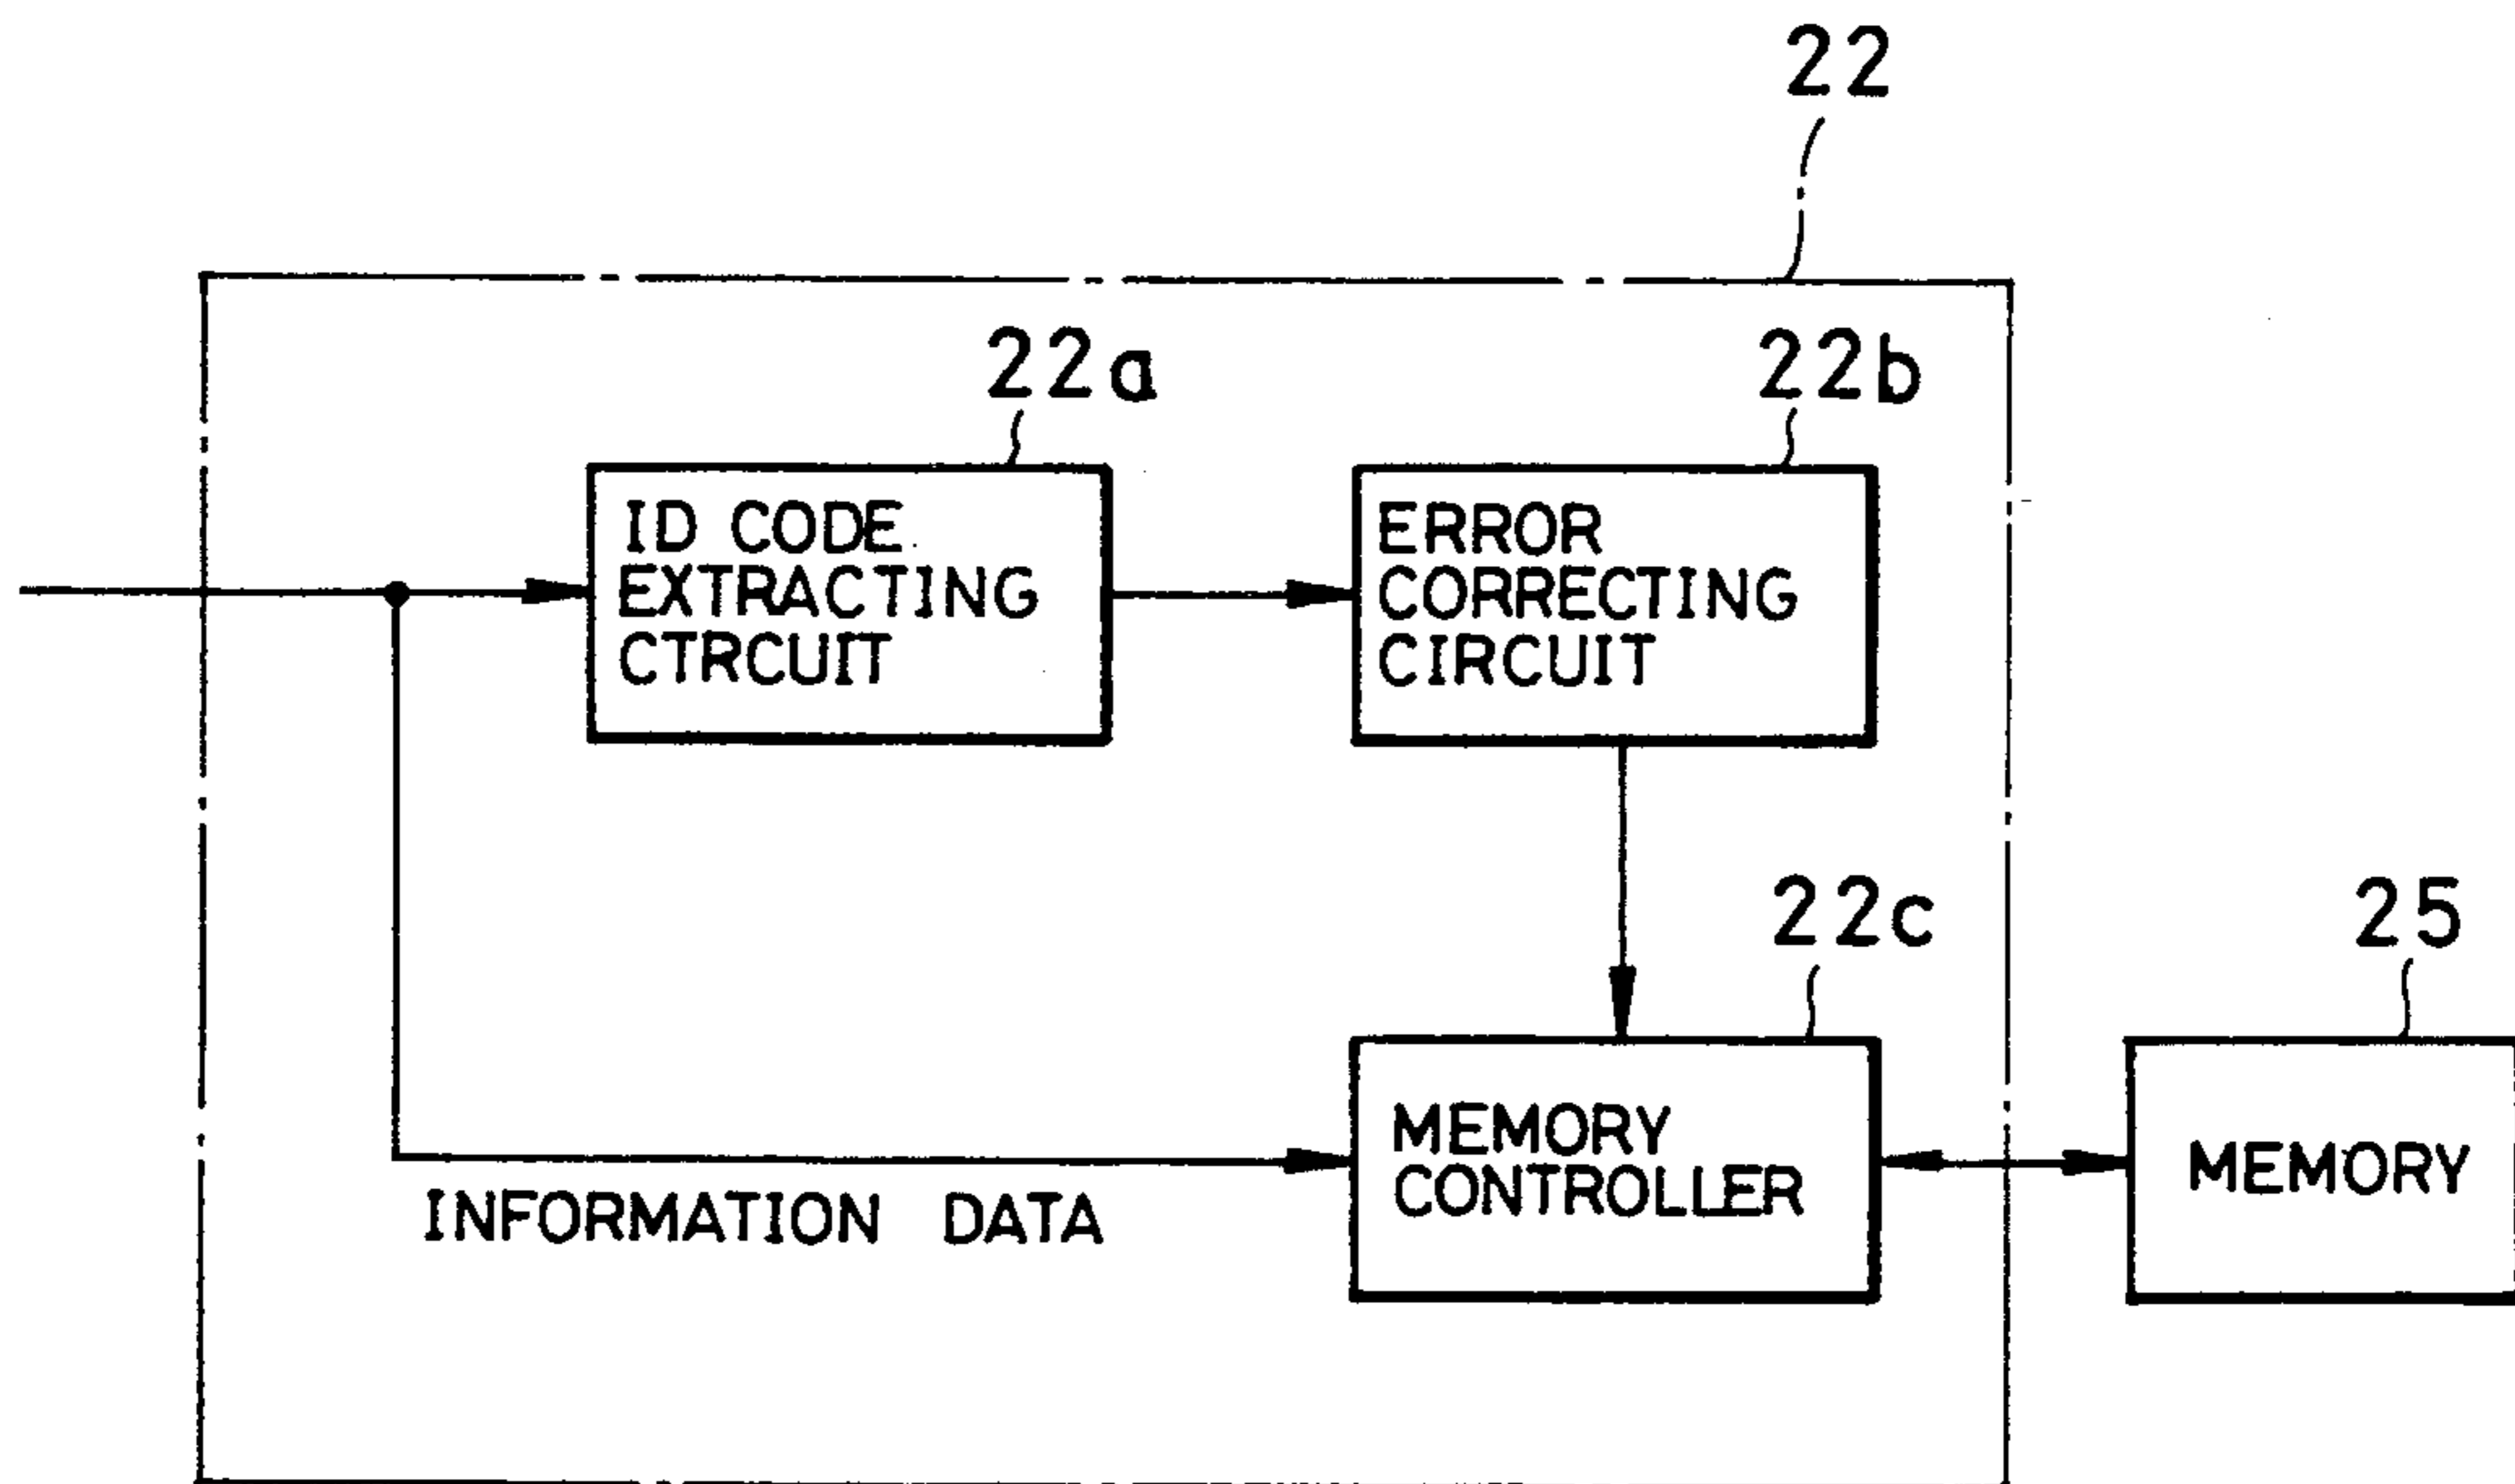 22
22a
22b
ID CODE
EXTRACTING
CTRCUIT
ERROR
CORRECTING
CIRCUIT
22c
25
MEMORY
CONTROLLER
MEMORY
INFORMATION DATA